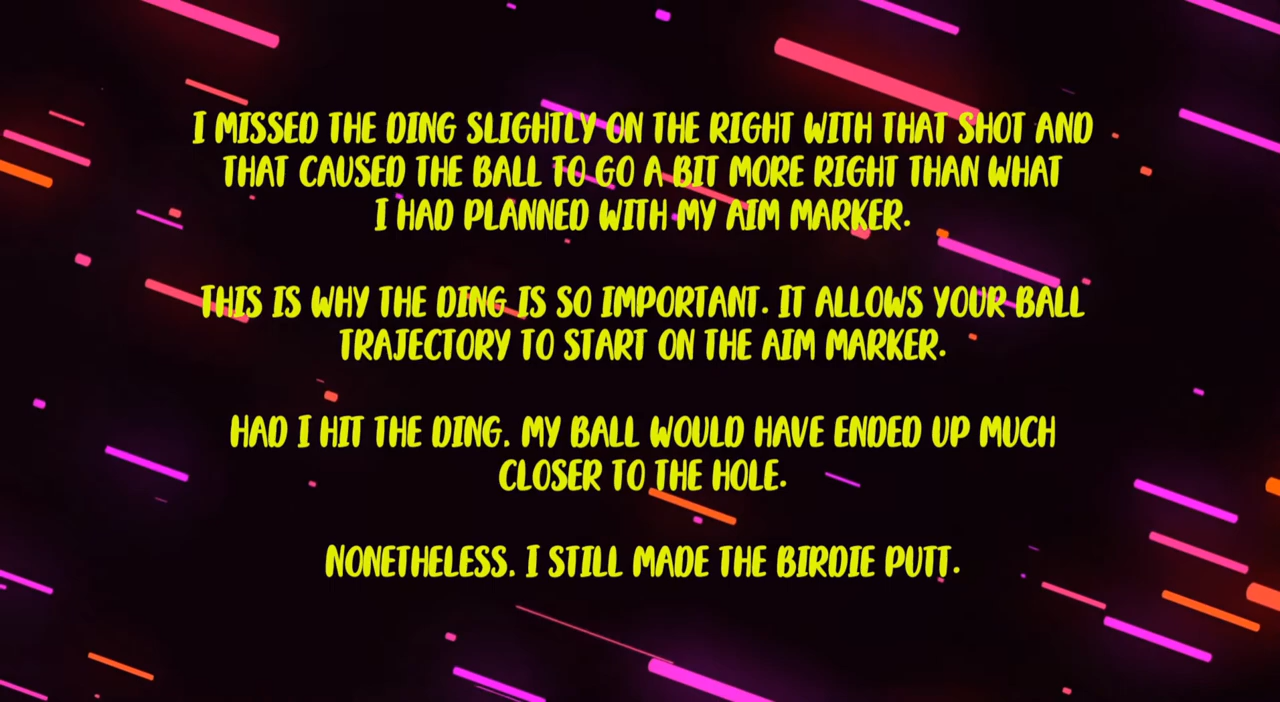 I MISSED THE DING SLIGHTLY ON THE RIGHT WITH THAT SHOT AND
THAT CAUSED THE BALL TO GO A BIT MORE RIGHT THAN WHAT
I HAD PLANNED WITH MY AIM MARKER.
THIS IS WHY THE DING IS SO IMPORTANT. IT ALLOWS YOUR BALL
TRAJECTORY TO START ON THE AIM MARKER.
HAD I HIT THE DING, MY BALL WOULD HAVE ENDED UP MUCH
CLOSER TO THE HOLE.
NONETHELESS, I STILL MADE THE BIRDIE PUTT.